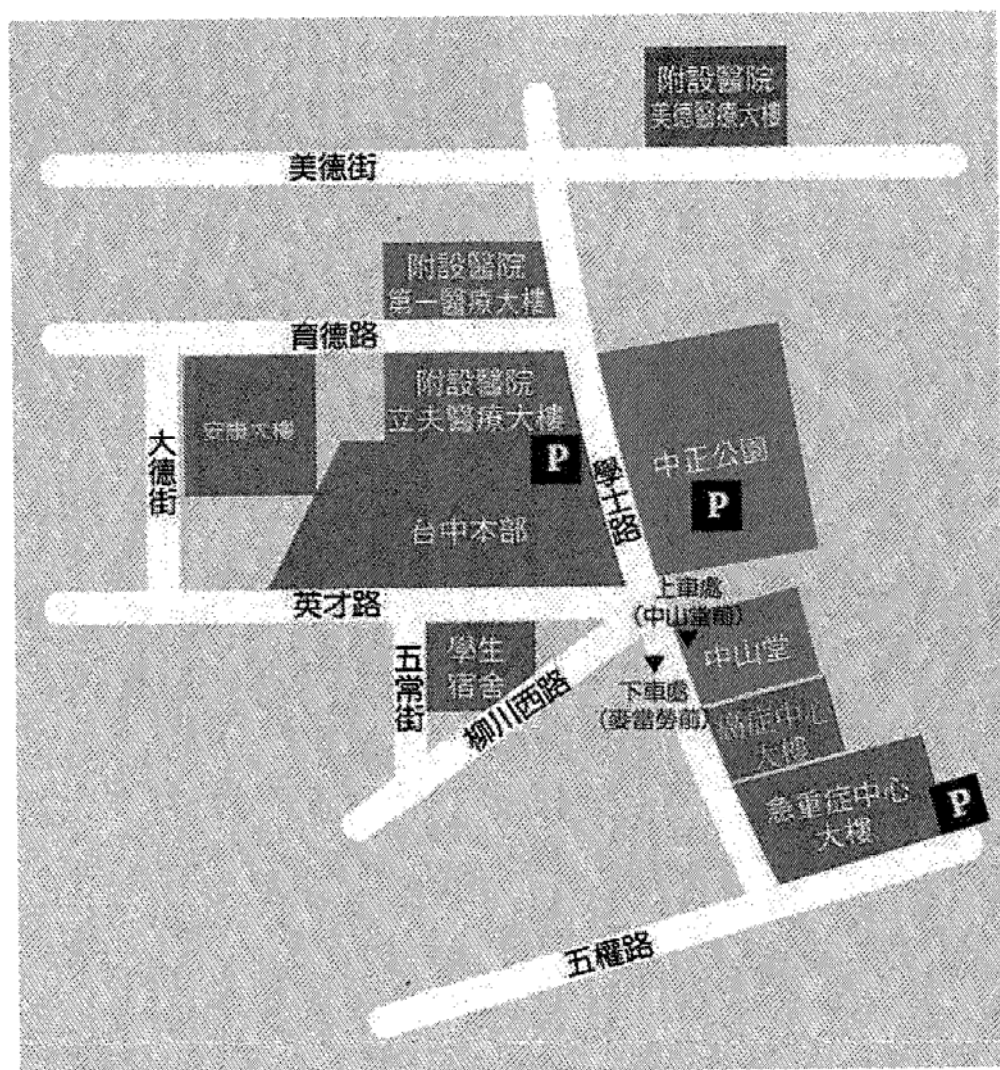 附設醫院
美德醫療大樓
美德街
附設醫院
第一醫療大樓
育德路
附設醫院
立夫醫療大樓
安康大樓
大德街
P
中正公園
P
學士路
台中本部
英才路
上車處
(中山堂前)
中山堂
學生
宿舍
五常街
柳川西路
下車處
(麥當勞前)
癌症中心
大樓
急重症中心
大樓
P
五權路